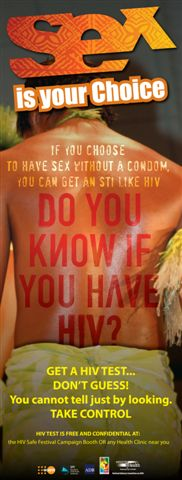 sex
is your Choice
IF YOU CHOOSE
TO HAVE SEX WITHOUT A CONDOM,
YOU CAN GET AN STI LIKE HIV
DO YOU
KNOW IF
YOU HAVE
HIV?
GET A HIV TEST...
DON'T GUESS!
You cannot tell just by looking.
TAKE CONTROL
HIV TEST IS FREE AND CONFIDENTIAL AT:
the HIV Safe Festival Campaign Booth OR any Health Clinic near you
ADB